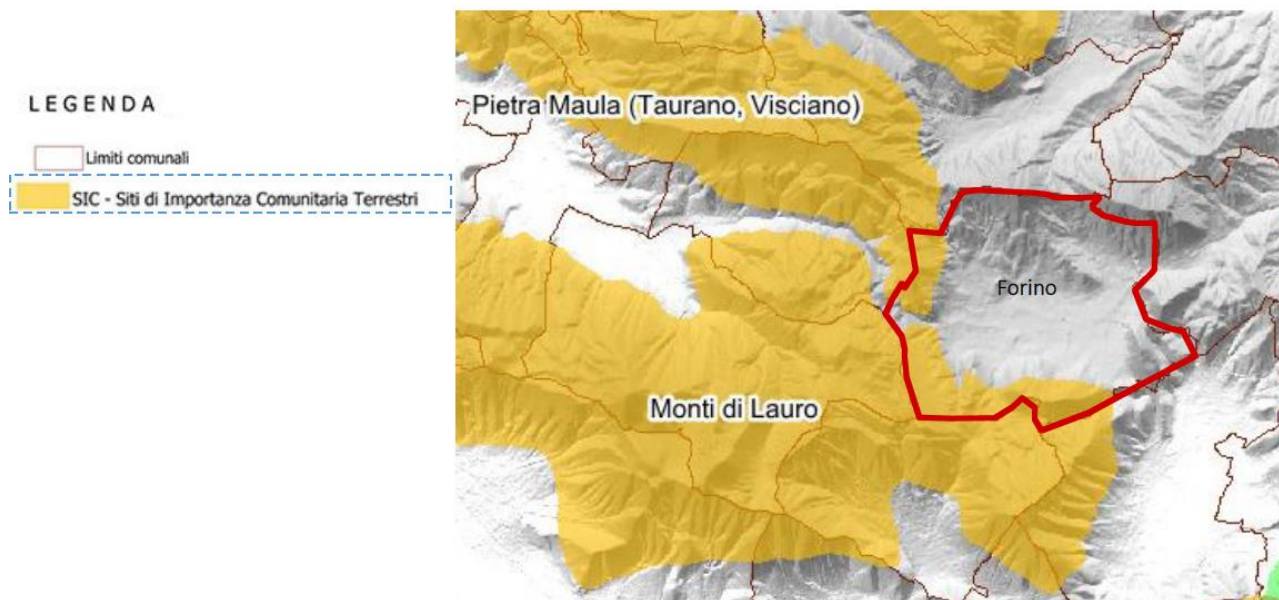 LEGENDA
Limiti comunali
SIC - Siti di Importanza Comunitaria Terrestri
Pietra Maula (Taurano, Visciano)
Forino
Monti di Lauro